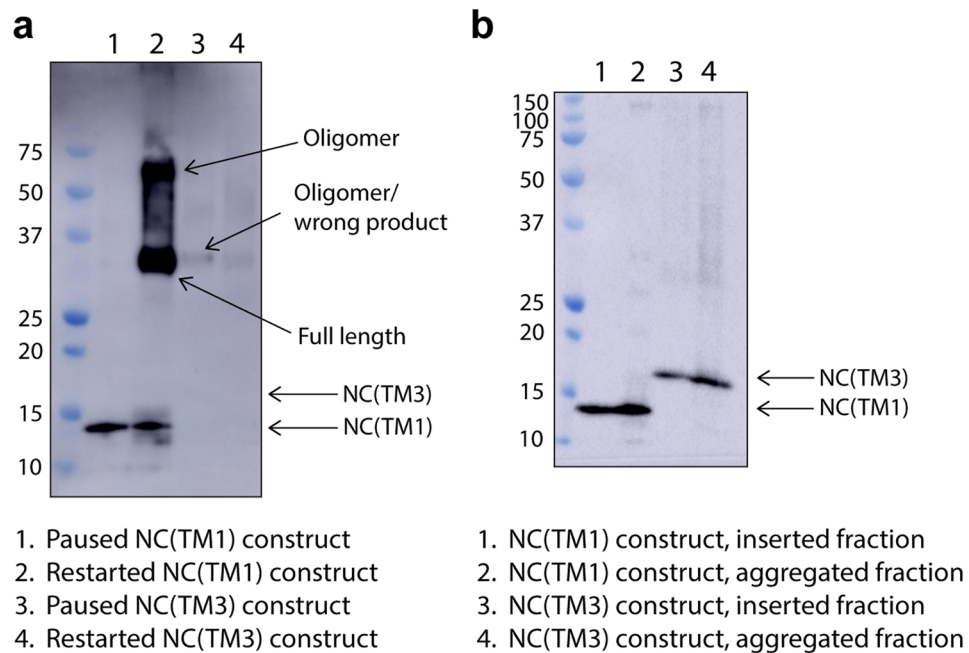 a
1 2 3 4
75
50
37
25
20
15
10
Oligomer
Oligomer/
wrong product
Full length
NC(TM3)
NC(TM1)
1. Paused NC(TM1) construct
2. Restarted NC(TM1) construct
3. Paused NC(TM3) construct
4. Restarted NC(TM3) construct
b
1 2 3 4
150
100
75
50
37
25
20
15
10
NC(TM3)
NC(TM1)
1. NC(TM1) construct, inserted fraction
2. NC(TM1) construct, aggregated fraction
3. NC(TM3) construct, inserted fraction
4. NC(TM3) construct, aggregated fraction